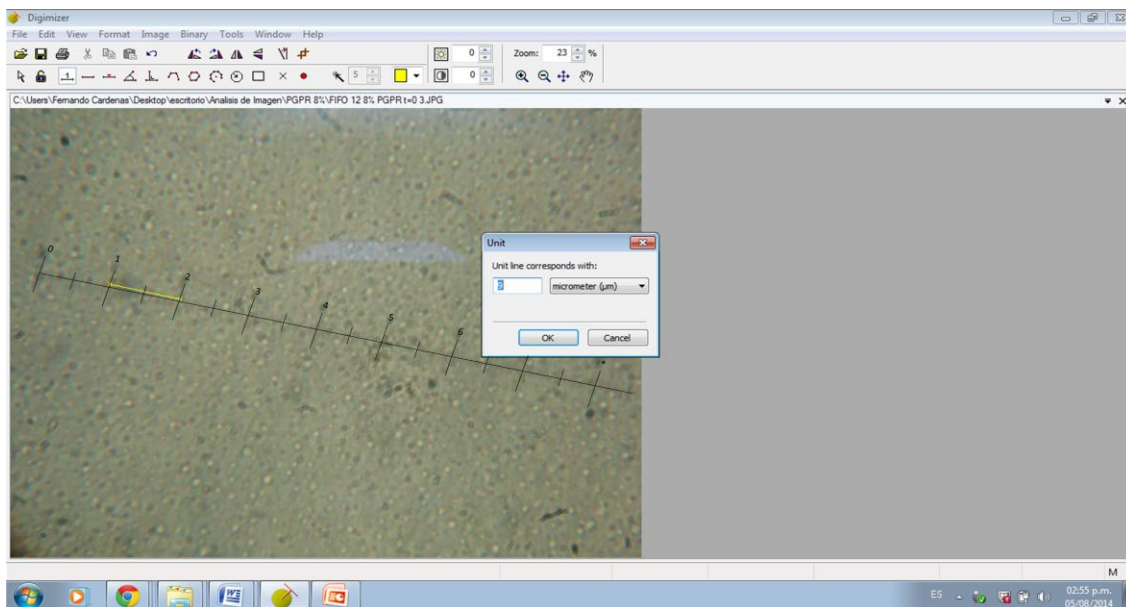 Digimizer
File Edit View Format Image Binary Tools Window Help
0 Zoom: 23 %
1 5 0
C:\Users\Fernando Cardenas\Desktop\escritorio\Analisis de Imagen\PGPR 8%\FIFO 12 8% PGPR t=0 3.JPG
0
1
2
3
4
5
6
Unit
Unit line corresponds with:
9 micrometer (µm)
OK Cancel
M
ES 02:55 p.m.
05/08/2014